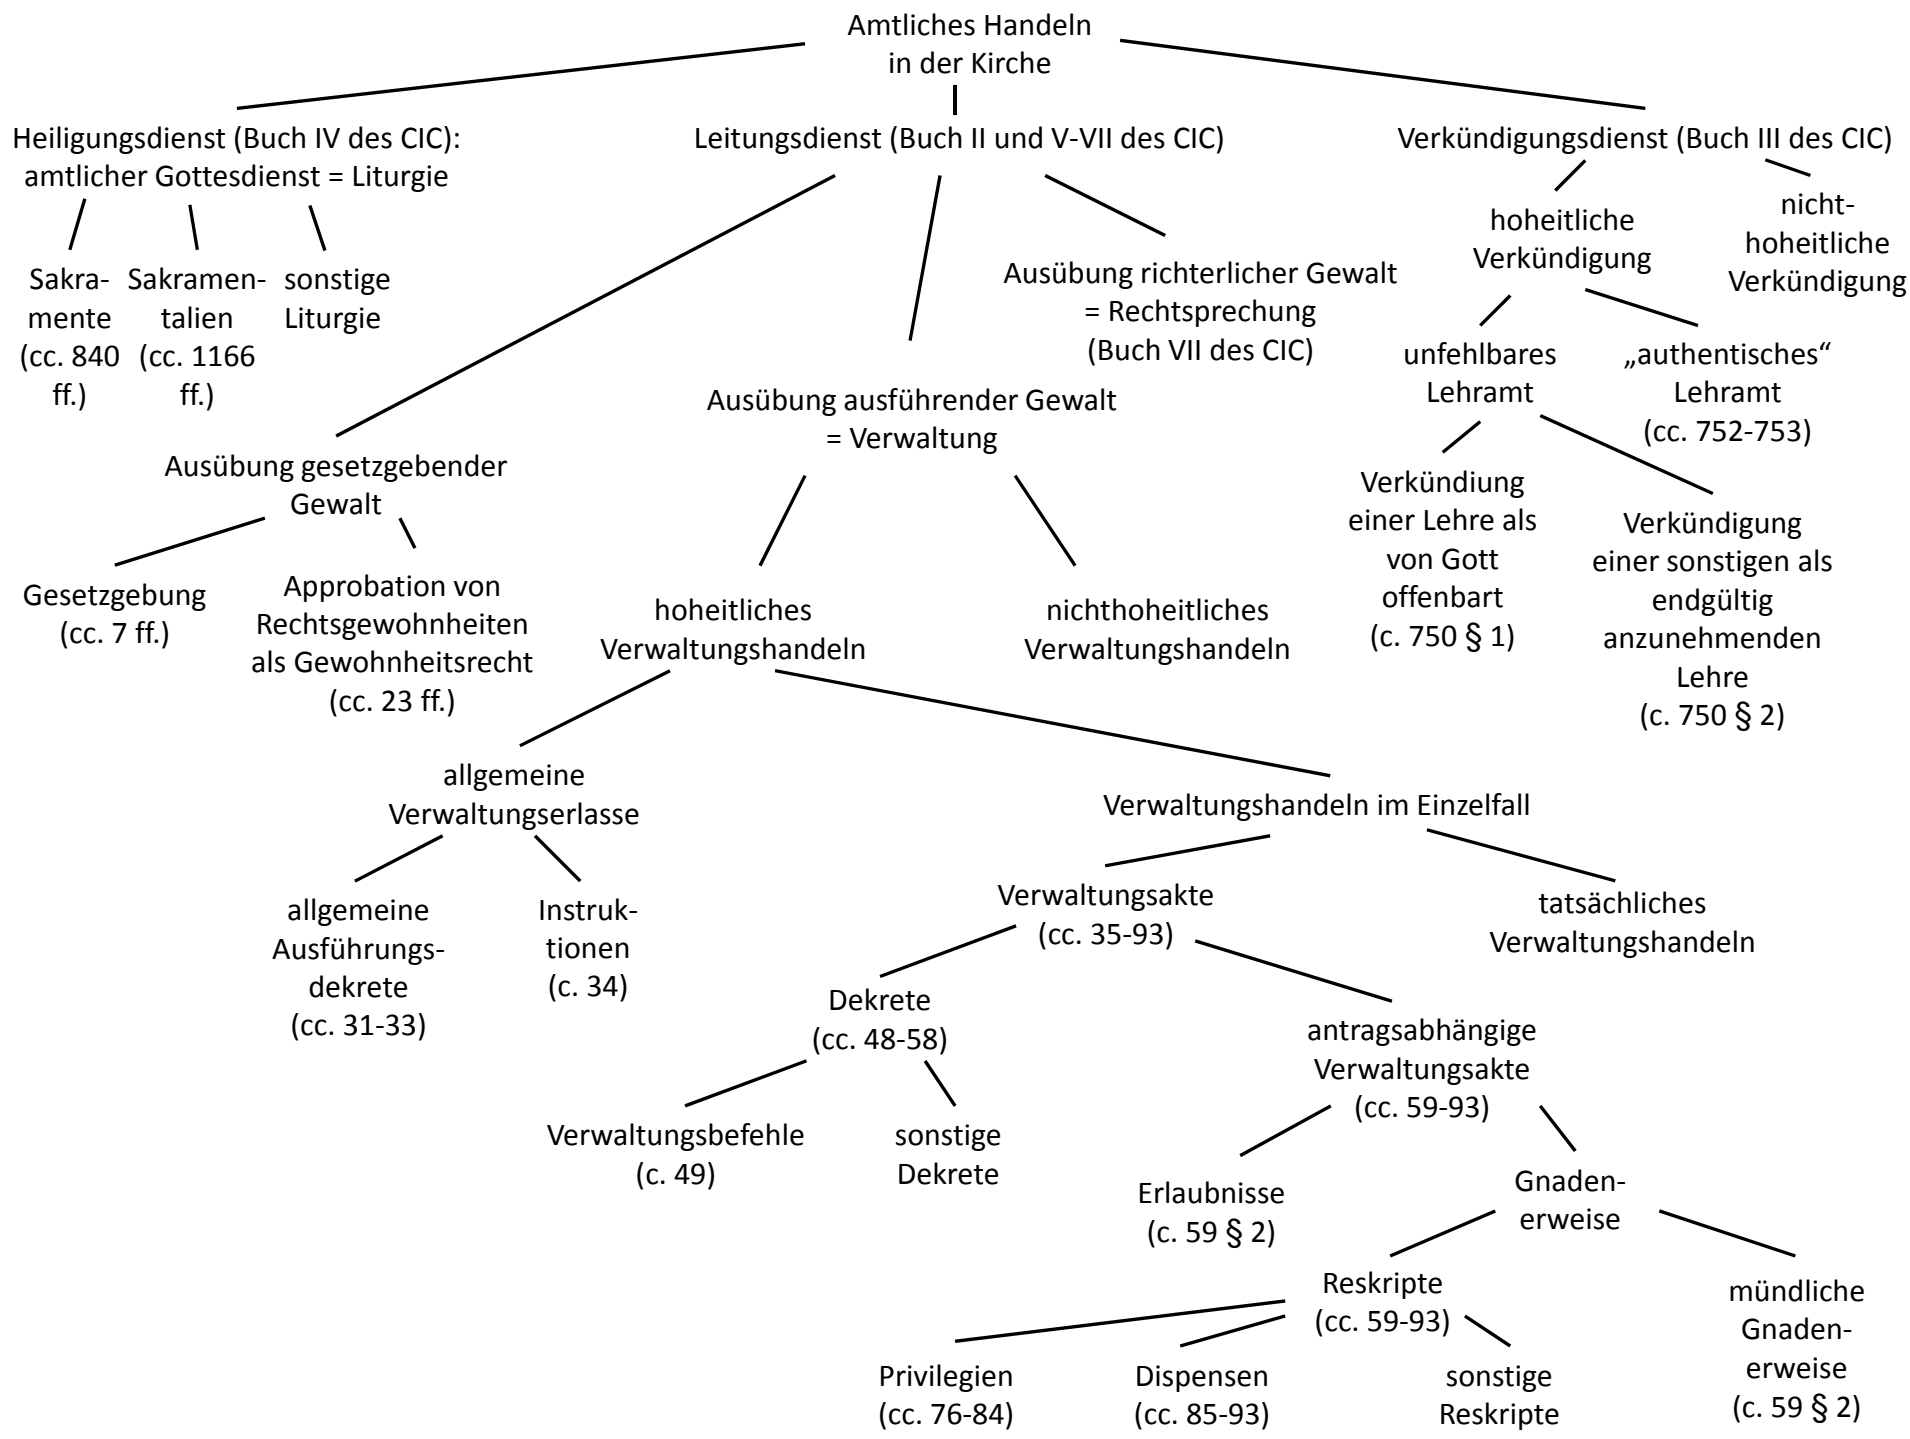 Amtliches Handeln
in der Kirche
Heiligungsdienst (Buch IV des CIC):
amtlicher Gottesdienst = Liturgie
Leitungsdienst (Buch II und V-VII des CIC)
Verkündigungsdienst (Buch III des CIC)
Sakra-
mente
(cc. 840
ff.)
Sakramen-
talien
(cc. 1166
ff.)
sonstige
Liturgie
Ausübung gesetzgebender
Gewalt
Gesetzgebung
(cc. 7 ff.)
Approbation von
Rechtsgewohnheiten
als Gewohnheitsrecht
(cc. 23 ff.)
Ausübung ausführender Gewalt
= Verwaltung
Ausübung richterlicher Gewalt
= Rechtsprechung
(Buch VII des CIC)
hoheitliche
Verkündigung
nicht-
hoheitliche
Verkündigung
unfehlbares
Lehramt
„authentisches“
Lehramt
(cc. 752-753)
Verkündiung
einer Lehre als
von Gott
offenbart
(c. 750 § 1)
Verkündigung
einer sonstigen als
endgültig
anzunehmenden
Lehre
(c. 750 § 2)
hoheitliches
Verwaltungshandeln
nichthoheitliches
Verwaltungshandeln
allgemeine
Verwaltungserlasse
Verwaltungshandeln im Einzelfall
allgemeine
Ausführungs-
dekrete
(cc. 31-33)
Instruk-
tionen
(c. 34)
Verwaltungsakte
(cc. 35-93)
tatsächliches
Verwaltungshandeln
Dekrete
(cc. 48-58)
antragsabhängige
Verwaltungsakte
(cc. 59-93)
Verwaltungsbefehle
(c. 49)
sonstige
Dekrete
Erlaubnisse
(c. 59 § 2)
Gnaden-
erweise
Reskripte
(cc. 59-93)
mündliche
Gnaden-
erweise
(c. 59 § 2)
Privilegien
(cc. 76-84)
Dispensen
(cc. 85-93)
sonstige
Reskripte